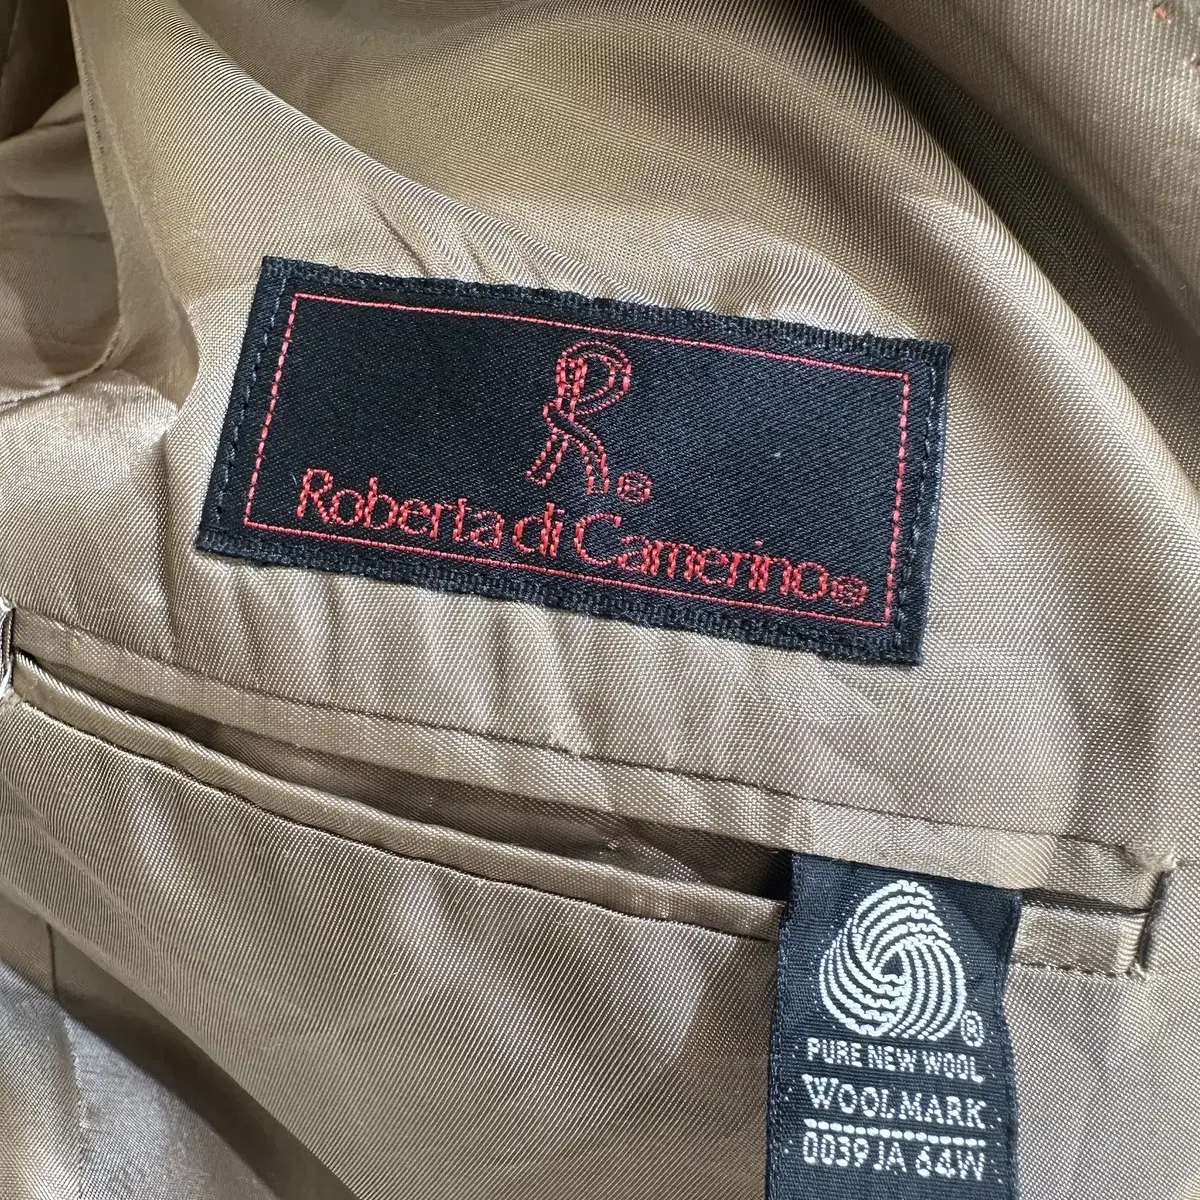 R®
Roberta di Camerino®
®
PURE NEW WOOL
WOOLMARK
0039JA 64W